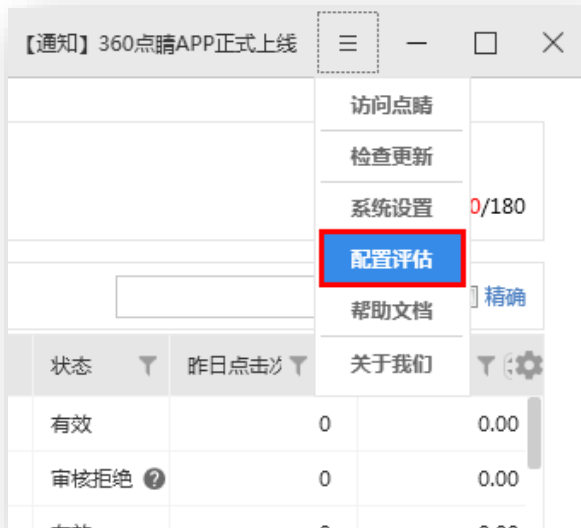 【通知】360点睛APP正式上线
访问点睛
检查更新
系统设置
0/180
配置评估
精确
帮助文档
关于我们
状态 昨日点击次
有效 0 0.00
审核拒绝 0 0.00